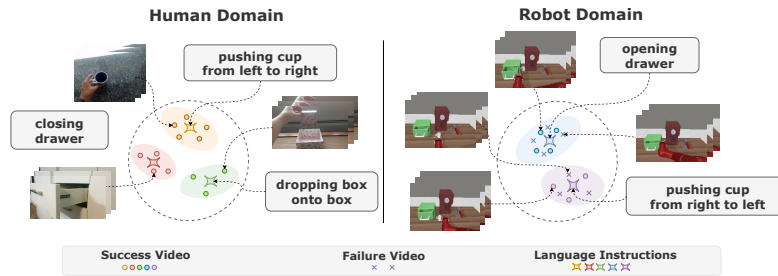 Human Domain
Robot Domain
pushing cup
from left to right
closing
drawer
dropping box
onto box
opening
drawer
pushing cup
from right to left
Success Video
Failure Video
Language Instructions